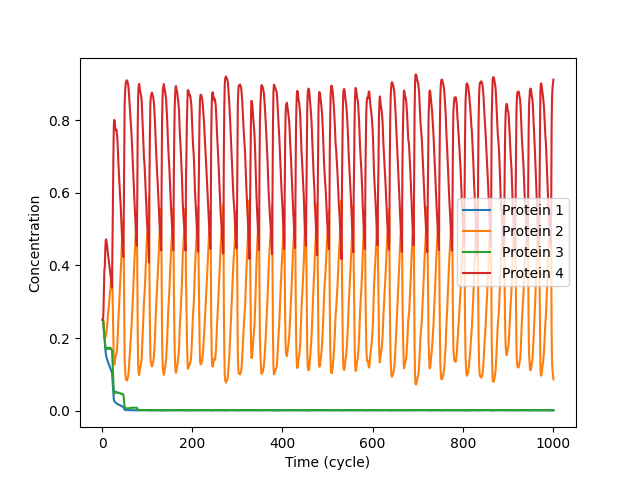 0.8
0.6
0.4
0.2
0.0
Concentration
0
200
400
600
800
1000
Time (cycle)
Protein 1
Protein 2
Protein 3
Protein 4